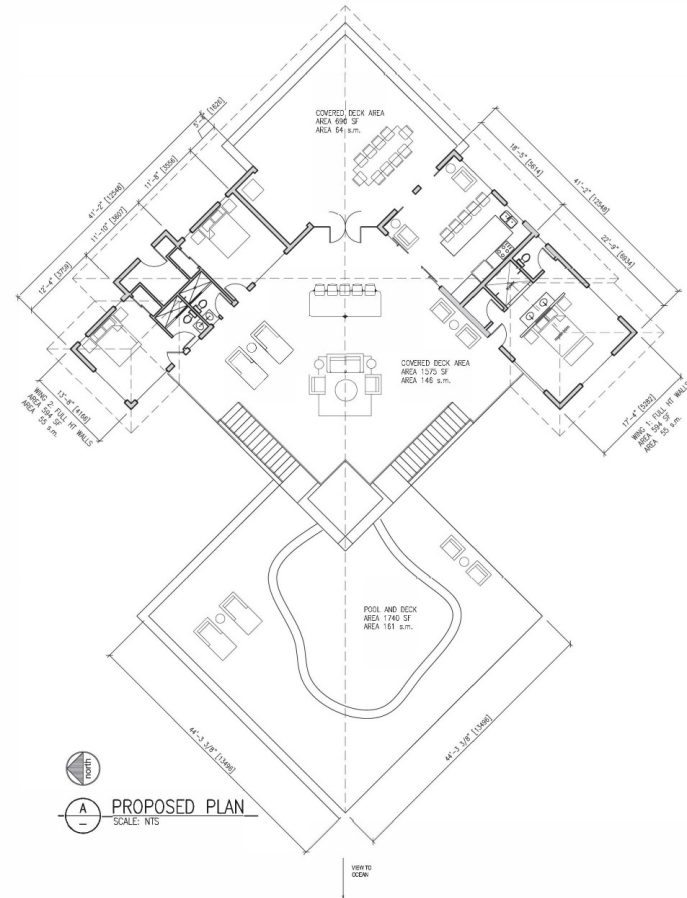 COVERED DECK AREA
AREA 690 SF
AREA 64 s.m.
5'-4" [1626]
11'-8" [3556]
41'-2" [12548]
11'-10" [3607]
12'-4" [3759]
18'-5" [5614]
41'-2" [12548]
22'-9" [6934]
COVERED DECK AREA
AREA 1575 SF
AREA 146 s.m.
13'-8" [4166]
WING 2: FULL HT WALLS
AREA 594 SF
AREA 55 s.m.
17'-4" [5282]
WING 1: FULL HT WALLS
AREA 594 SF
AREA 55 s.m.
POOL AND DECK
AREA 1740 SF
AREA 161 s.m.
44'-3 3/8" [13496]
44'-3 3/8" [13496]
north
A
PROPOSED PLAN
SCALE: NTS
VIEW TO
OCEAN